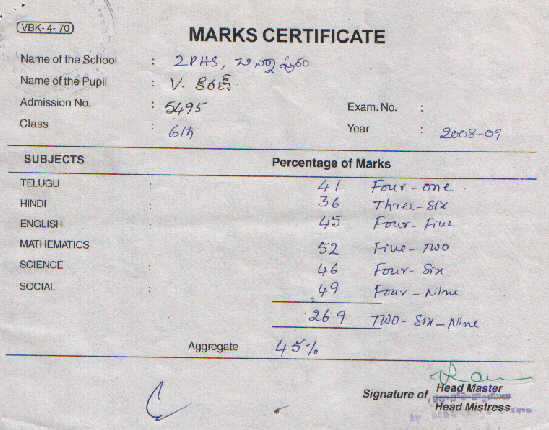 VBK-4-70
MARKS CERTIFICATE
Name of the School : ZPHS,
Name of the Pupil : V. కిరణ్
Admission No. : 5495 Exam. No. :
Class : 6th Year : 2008-09
SUBJECTS Percentage of Marks
TELUGU : 41 Four-one
HINDI 36 Three-Six
ENGLISH 45 Four-Five
MATHEMATICS 52 Five-Two
SCIENCE : 46 Four-Six
SOCIAL : 49 Four-Nine
269 Two-Six-Nine
Aggregate 45%
Signature of Head Master
Head Mistress